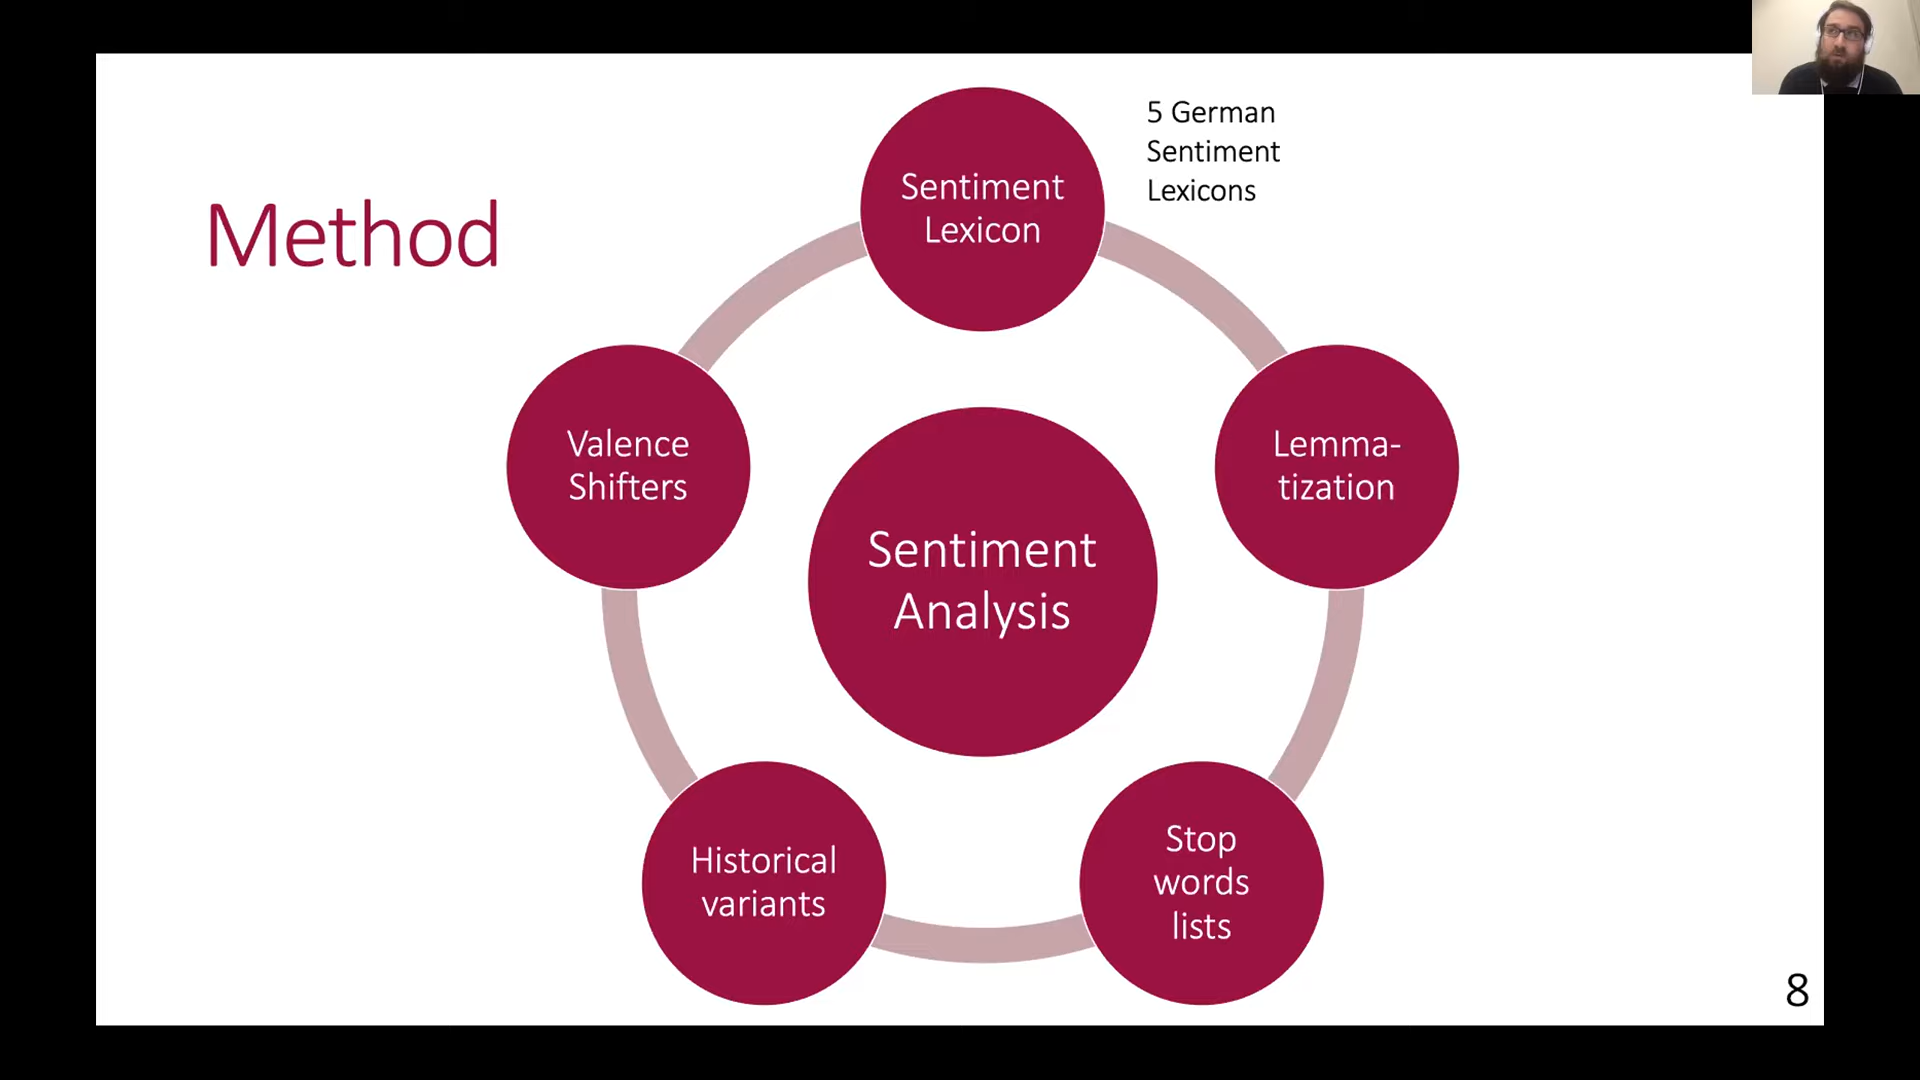 Method
Sentiment
Lexicon
5 German
Sentiment
Lexicons
Valence
Shifters
Lemma-
tization
Sentiment
Analysis
Historical
variants
Stop
words
lists
8